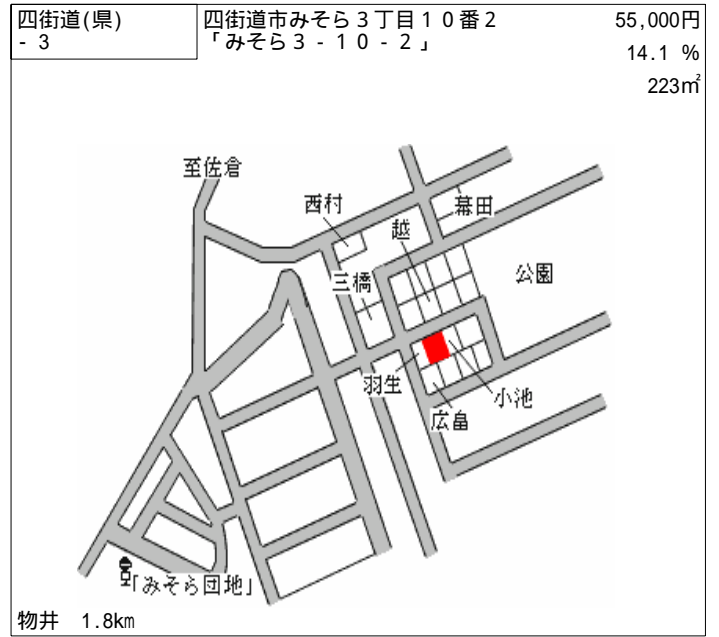 四街道(県)
- 3
四街道市みそら３丁目１０番２
「みそら３－１０－２」
55,000円
14.1 %
223㎡
至佐倉
西村
幕田
越
公園
三橋
羽生
小池
広畠
「みそら団地」
物井 1.8km